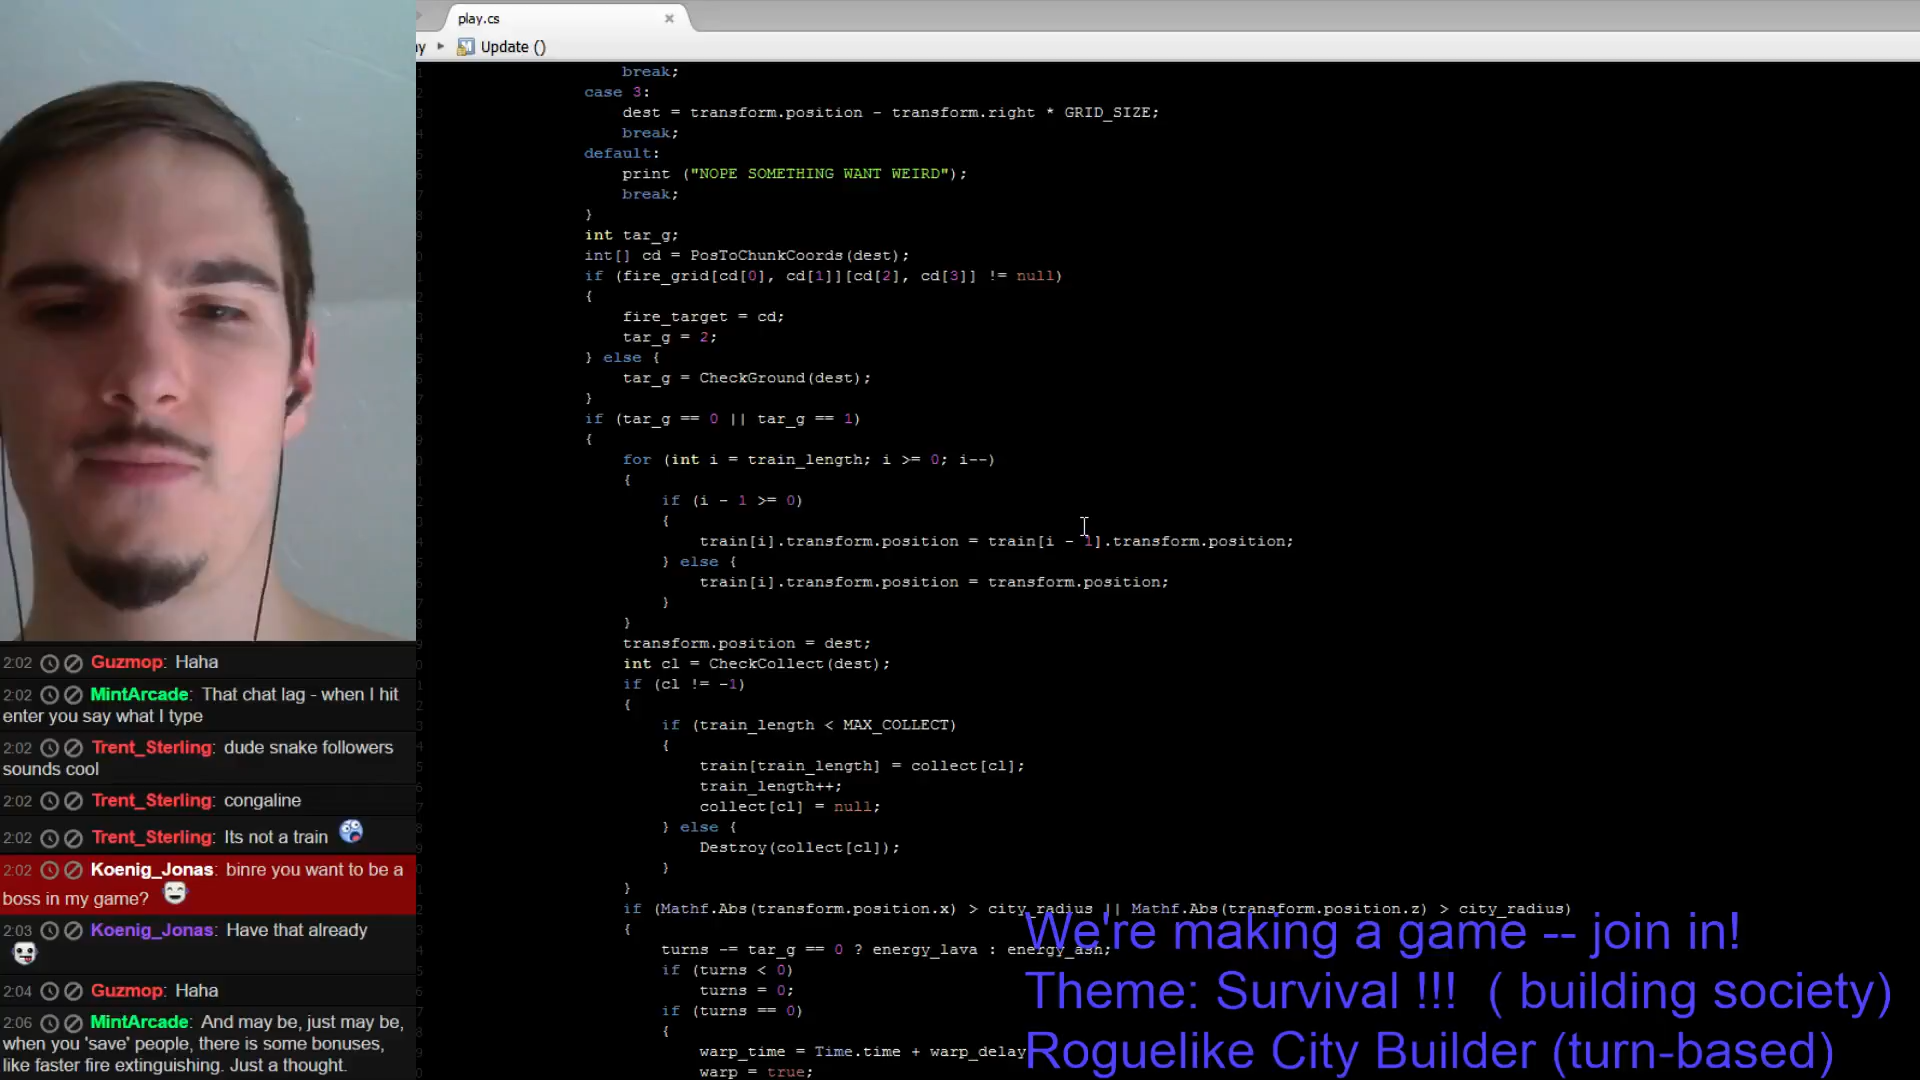 play.cs
Update ()
break;
case 3:
dest = transform.position - transform.right * GRID_SIZE;
break;
default:
print ("NOPE SOMETHING WANT WEIRD");
break;
}
int tar_g;
int[] cd = PosToChunkCoords(dest);
if (fire_grid[cd[0], cd[1]][cd[2], cd[3]] != null)
{
fire_target = cd;
tar_g = 2;
} else {
tar_g = CheckGround(dest);
}
if (tar_g == 0 || tar_g == 1)
{
for (int i = train_length; i >= 0; i--)
{
if (i - 1 >= 0)
{
train[i].transform.position = train[i - 1].transform.position;
} else {
train[i].transform.position = transform.position;
}
}
transform.position = dest;
int cl = CheckCollect(dest);
if (cl != -1)
{
if (train_length < MAX_COLLECT)
{
train[train_length] = collect[cl];
train_length++;
collect[cl] = null;
} else {
Destroy(collect[cl]);
}
}
if (Mathf.Abs(transform.position.x) > city_radius || Mathf.Abs(transform.position.z) > city_radius)
{
turns -= tar_g == 0 ? energy_lava : energy_ash;
if (turns < 0)
turns = 0;
if (turns == 0)
{
warp_time = Time.time + warp_delay
warp = true;
2:02 Guzmop: Haha
2:02 MintArcade: That chat lag - when I hit
enter you say what I type
2:02 Trent_Sterling: dude snake followers
sounds cool
2:02 Trent_Sterling: congaline
2:02 Trent_Sterling: Its not a train
2:02 Koenig_Jonas: binre you want to be a
boss in my game?
2:03 Koenig_Jonas: Have that already
2:04 Guzmop: Haha
2:06 MintArcade: And may be, just may be,
when you 'save' people, there is some bonuses,
like faster fire extinguishing. Just a thought.
We're making a game -- join in!
Theme: Survival !!! ( building society)
Roguelike City Builder (turn-based)